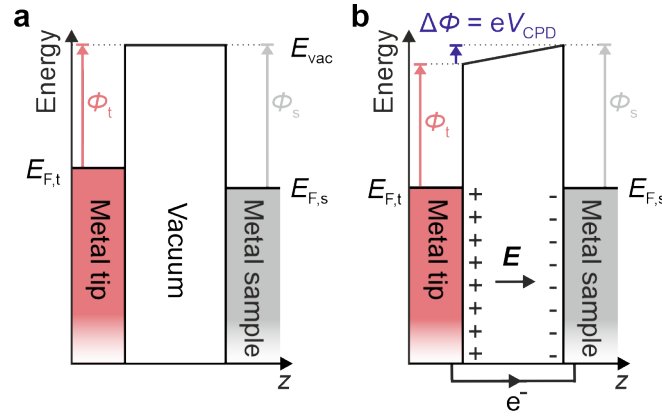 a
Energy
E_vac
Φ_t
Φ_s
E_F,t
E_F,s
Metal tip
Vacuum
Metal sample
z
b
ΔΦ = eV_CPD
Energy
Φ_t
Φ_s
E_F,t
E_F,s
Metal tip
+
+
+
+
+
+
+
+
E
-
-
-
-
-
-
-
-
-
Metal sample
z
e⁻